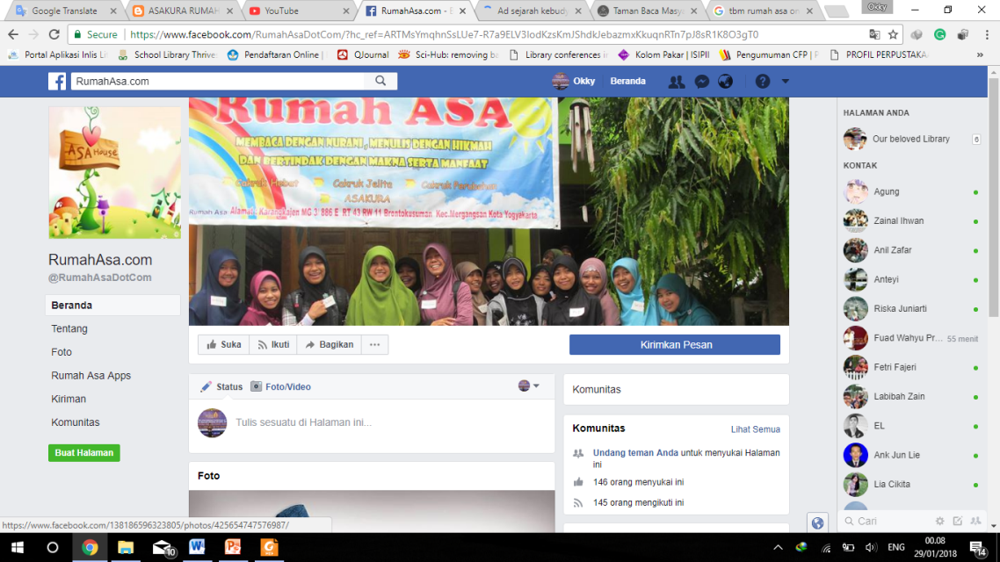 Okky
Google Translate
ASAKURA RUMAH
YouTube
RumahAsa.com - B
Ad sejarah kebud
Taman Baca Masy
tbm rumah asa on
Secure
https://www.facebook.com/RumahAsaDotCom/?hc_ref=ARTMsYmqhnSsLUe7-R7a9ELV3IodKzsKmJShdkJebazmxKkuqnRTn7pJ8sR1K8O3gT0
Portal Aplikasi Inlis Lit
School Library Thrive
Pendaftaran Online |
QJournal
Sci-Hub: removing ba
Library conferences i
Kolom Pakar | ISIPII
Pengumuman CFP | P
PROFIL PERPUSTAKA
RumahAsa.com
Okky
Beranda
ASA House
Rumah ASA
MEMBACA DENGAN NURANI, MENULIS DENGAN HIKMAH
DAN BERTINDAK DENGAN MAKNA SERTA MANFAAT
Cakruk Hobat
Cakruk Jelita
Cakruk Perubahan
ASAKURA
Rumah Asa Alamat: Karangkajen MG 3/ 886 E RT 43 RW 11 Brontokusuman Kec.Mergangsan Kota Yogyakarta
RumahAsa.com
@RumahAsaDotCom
Beranda
Tentang
Foto
Rumah Asa Apps
Kiriman
Komunitas
Buat Halaman
Suka
Ikuti
Bagikan
Kirimkan Pesan
Status
Foto/Video
Tulis sesuatu di Halaman ini...
Foto
Komunitas
Komunitas
Lihat Semua
Undang teman Anda untuk menyukai Halaman
ini
146 orang menyukai ini
145 orang mengikuti ini
HALAMAN ANDA
Our beloved Library
6
KONTAK
Agung
Zainal Ihwan
Anil Zafar
Anteyi
Riska Juniarti
Fuad Wahyu Pr...
55 menit
Fetri Fajeri
Labibah Zain
EL
Ank Jun Lie
Lia Cikita
Cari
https://www.facebook.com/138186596323805/photos/425654747576987/
10
ENG
00.08
29/01/2018
14